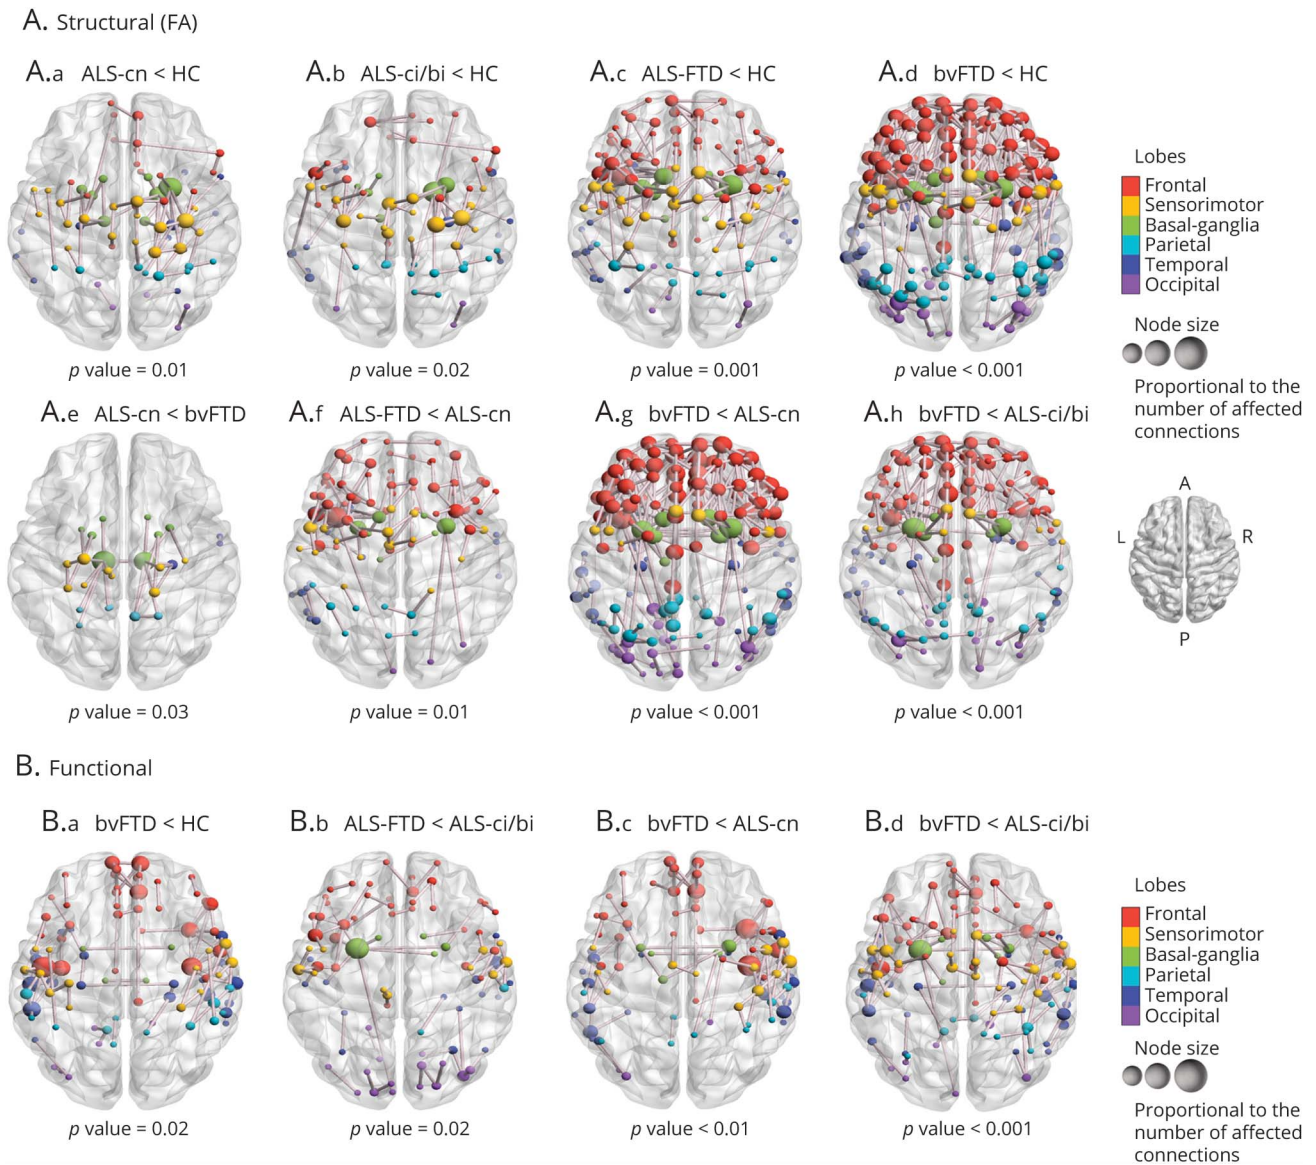 A. Structural (FA)
A.a ALS-cn < HC
A.b ALS-ci/bi < HC
A.c ALS-FTD < HC
A.d bvFTD < HC
p value = 0.01
p value = 0.02
p value = 0.001
p value < 0.001
Lobes
Frontal
Sensorimotor
Basal-ganglia
Parietal
Temporal
Occipital
Node size
Proportional to the
number of affected
connections
A.e ALS-cn < bvFTD
A.f ALS-FTD < ALS-cn
A.g bvFTD < ALS-cn
A.h bvFTD < ALS-ci/bi
p value = 0.03
p value = 0.01
p value < 0.001
p value < 0.001
A
L
R
P
B. Functional
B.a bvFTD < HC
B.b ALS-FTD < ALS-ci/bi
B.c bvFTD < ALS-cn
B.d bvFTD < ALS-ci/bi
p value = 0.02
p value = 0.02
p value < 0.01
p value < 0.001
Lobes
Frontal
Sensorimotor
Basal-ganglia
Parietal
Temporal
Occipital
Node size
Proportional to the
number of affected
connections